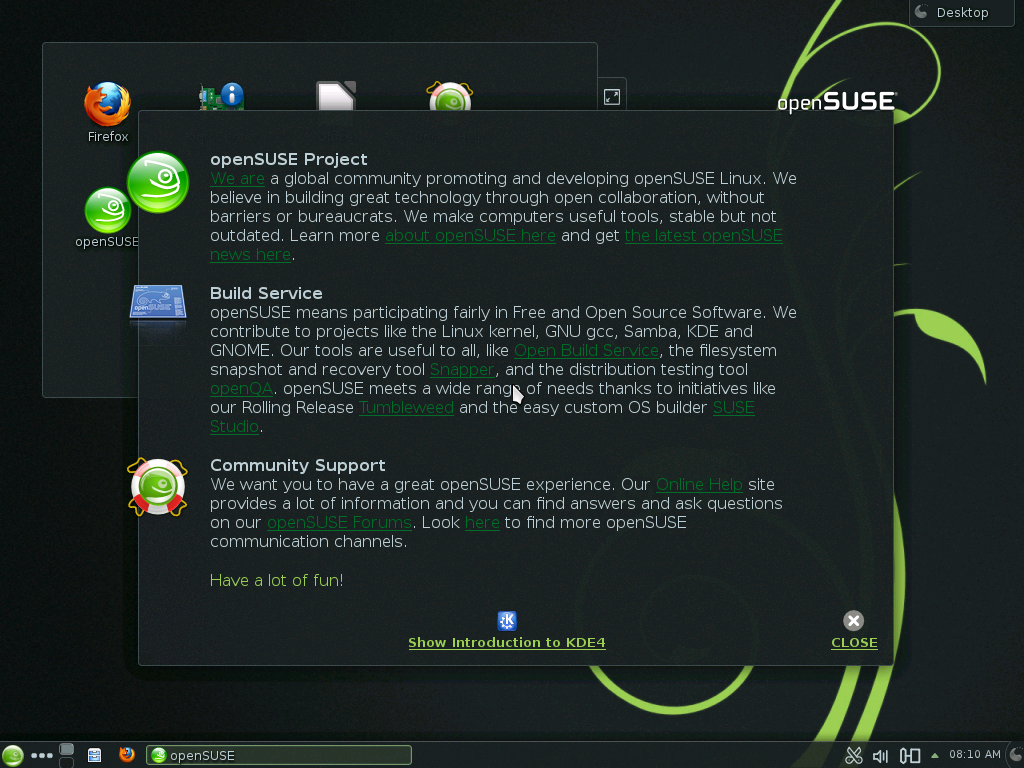 Desktop
openSUSE
Firefox
openSUSE
openSUSE Project
We are a global community promoting and developing openSUSE Linux. We
believe in building great technology through open collaboration, without
barriers or bureaucrats. We make computers useful tools, stable but not
outdated. Learn more about openSUSE here and get the latest openSUSE
news here.
Build Service
openSUSE means participating fairly in Free and Open Source Software. We
contribute to projects like the Linux kernel, GNU gcc, Samba, KDE and
GNOME. Our tools are useful to all, like Open Build Service, the filesystem
snapshot and recovery tool Snapper, and the distribution testing tool
openQA. openSUSE meets a wide range of needs thanks to initiatives like
our Rolling Release Tumbleweed and the easy custom OS builder SUSE
Studio.
Community Support
We want you to have a great openSUSE experience. Our Online Help site
provides a lot of information and you can find answers and ask questions
on our openSUSE Forums. Look here to find more openSUSE
communication channels.
Have a lot of fun!
Show Introduction to KDE4
CLOSE
openSUSE
08:10 AM